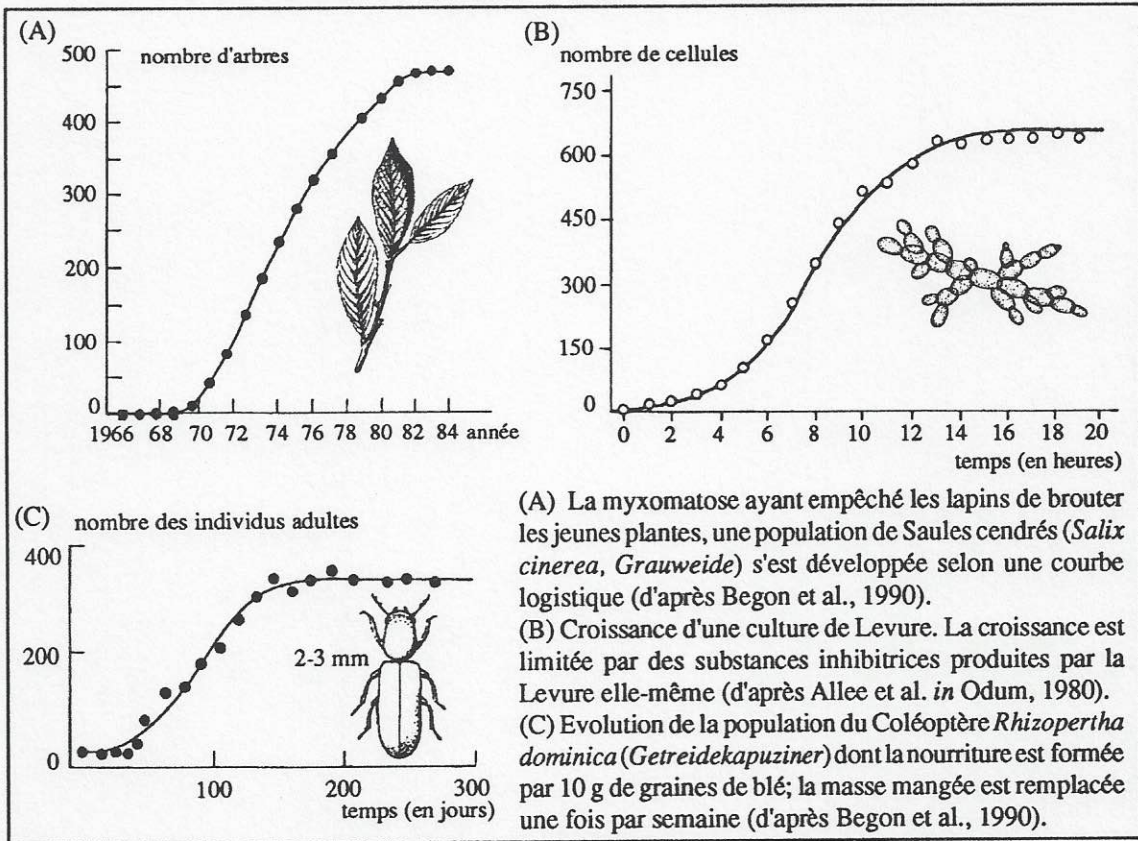 (A)
nombre d'arbres
500
400
300
200
100
0
1966 68 70 72 74 76 78 80 82 84 année
(B)
nombre de cellules
750
600
450
300
150
0
0 2 4 6 8 10 12 14 16 18 20
temps (en heures)
(C) nombre des individus adultes
400
200
0
2-3 mm
100 200 300
temps (en jours)
(A) La myxomatose ayant empêché les lapins de brouter
les jeunes plantes, une population de Saules cendrés (Salix
cinerea, Grauweide) s'est développée selon une courbe
logistique (d'après Begon et al., 1990).
(B) Croissance d'une culture de Levure. La croissance est
limitée par des substances inhibitrices produites par la
Levure elle-même (d'après Allee et al. in Odum, 1980).
(C) Evolution de la population du Coléoptère Rhizopertha
dominica (Getreidekapuziner) dont la nourriture est formée
par 10 g de graines de blé; la masse mangée est remplacée
une fois par semaine (d'après Begon et al., 1990).